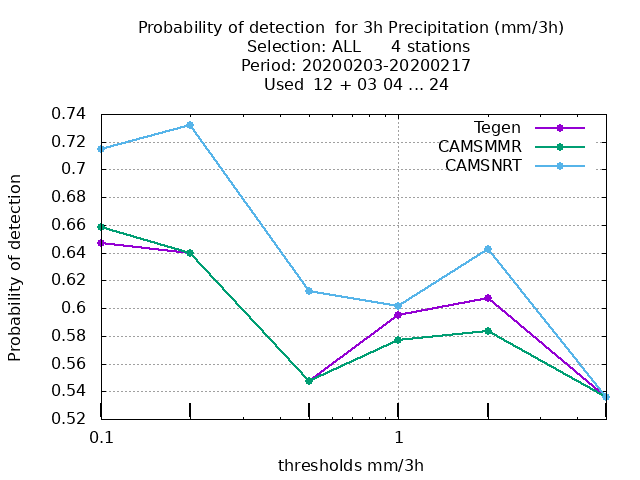 Probability of detection  for 3h Precipitation (mm/3h)
Selection: ALL      4 stations
Period: 20200203-20200217
Used  12 + 03 04 ... 24
Tegen
CAMSMMR
CAMSNRT
Probability of detection
0.74
0.72
0.7
0.68
0.66
0.64
0.62
0.6
0.58
0.56
0.54
0.52
0.1
1
thresholds mm/3h